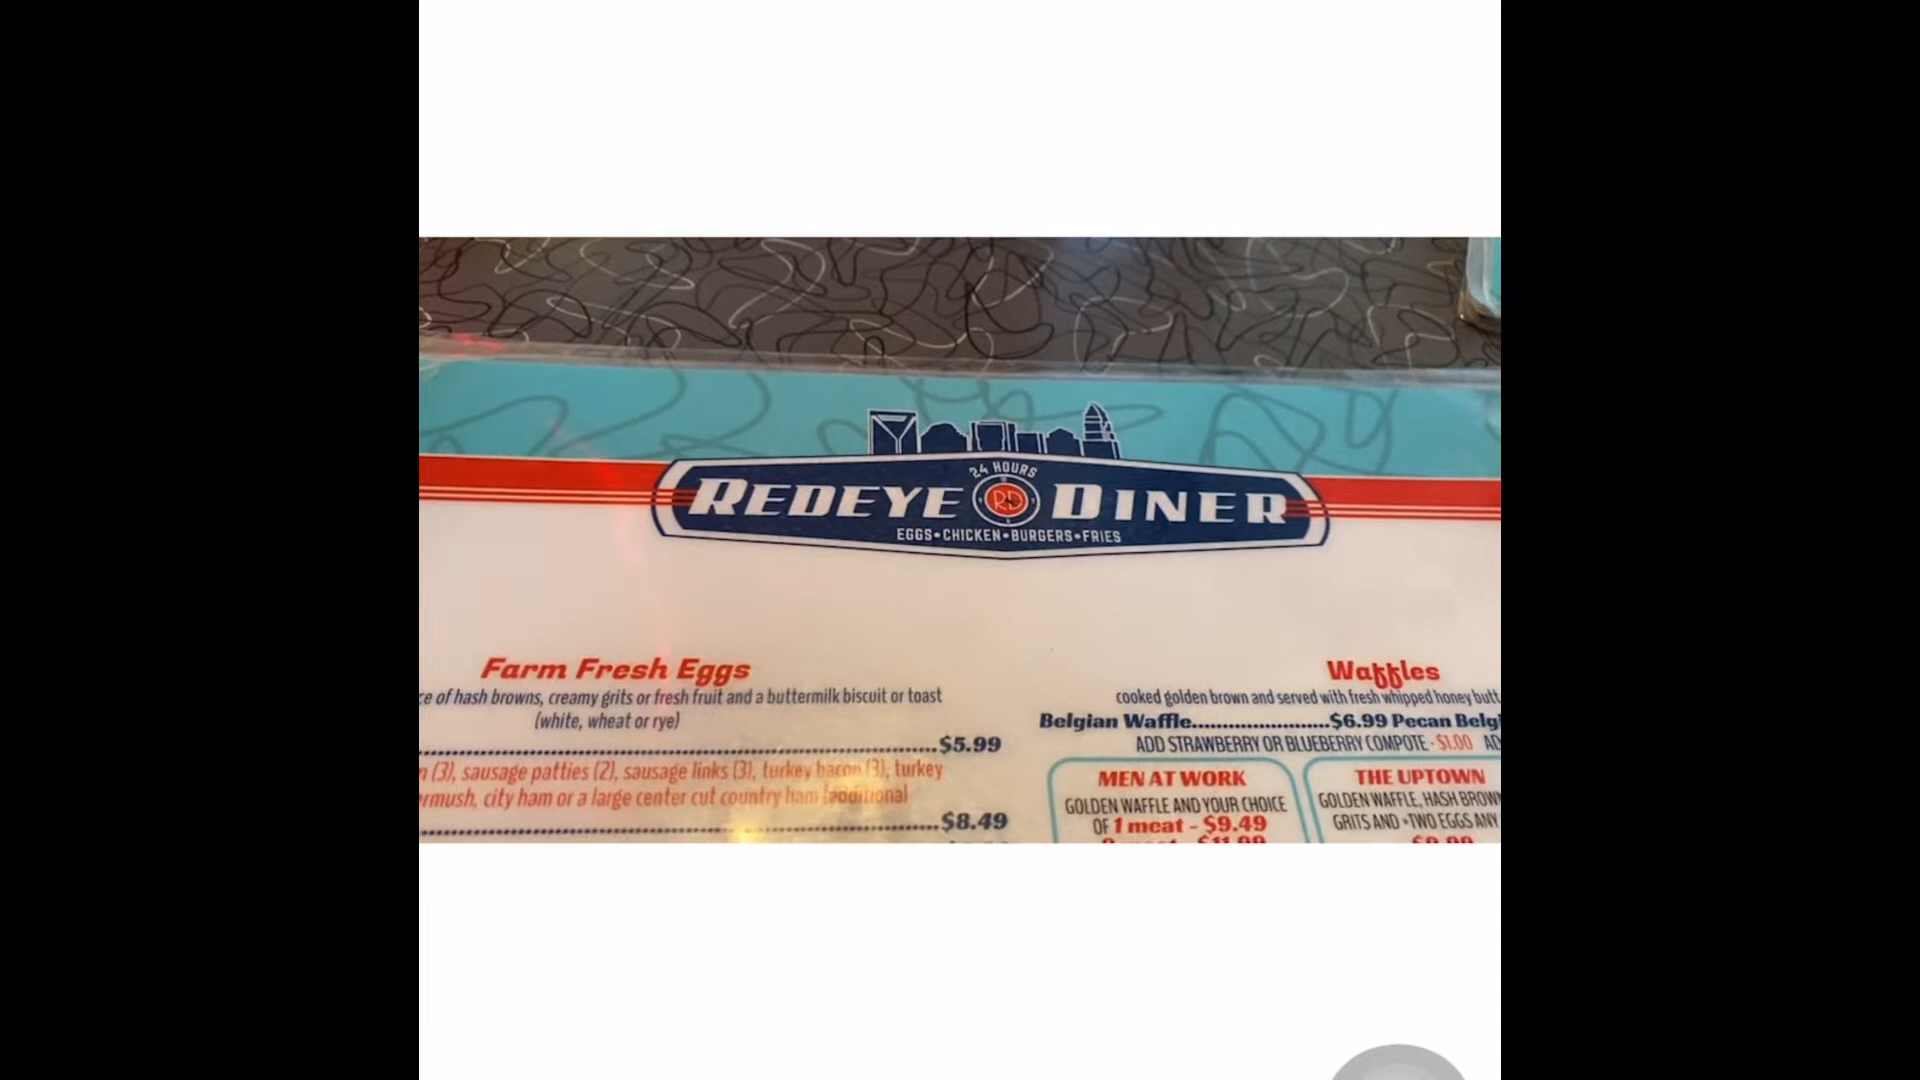 24 HOURS
REDEYE RD DINER
EGGS • CHICKEN • BURGERS • FRIES
Farm Fresh Eggs
of hash browns, creamy grits or fresh fruit and a buttermilk biscuit or toast
(white, wheat or rye)
$5.99
(3), sausage patties (2), sausage links (3), turkey bacon (3), turkey
city ham or a large center cut country ham (additional
$8.49
Waffles
cooked golden brown and served with fresh whipped honey
Belgian Waffle.......................$6.99 Pecan
ADD STRAWBERRY OR BLUEBERRY COMPOTE - $1.00
MEN AT WORK
GOLDEN WAFFLE AND YOUR CHOICE
OF 1 meat - $9.49
THE UPTOWN
GOLDEN WAFFLE, HASH
GRITS AND *TWO EGGS ANY